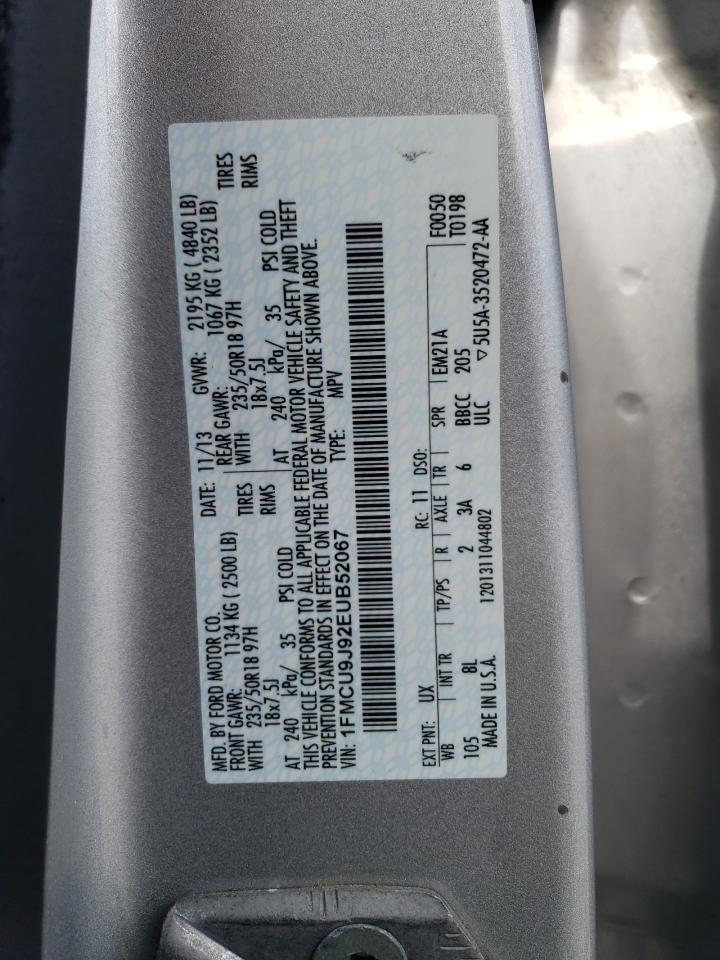 MFD. BY FORD MOTOR CO.
DATE: 11/13 GVWR: 2195 KG ( 4840 LB)
FRONT GAWR: 1134 KG ( 2500 LB) REAR GAWR: 1067 KG ( 2352 LB)
WITH 235/50R18 97H TIRES WITH 235/50R18 97H TIRES
18x7.5J RIMS 18x7.5J RIMS
AT 240 kPa/ 35 PSI COLD AT 240 kPa/ 35 PSI COLD
THIS VEHICLE CONFORMS TO ALL APPLICABLE FEDERAL MOTOR VEHICLE SAFETY AND THEFT
PREVENTION STANDARDS IN EFFECT ON THE DATE OF MANUFACTURE SHOWN ABOVE.
VIN: 1FMCU9J92EUB52067 TYPE: MPV
F0050
T0198
EXT PNT: UX RC: 11 DSO:
WB INT TR TP/PS R AXLE TR SPR EM21A
105 8L 2 3A 6 BBCC 205
ULC
MADE IN U.S.A. 1201311044802 ▽5U5A-3520472-AA